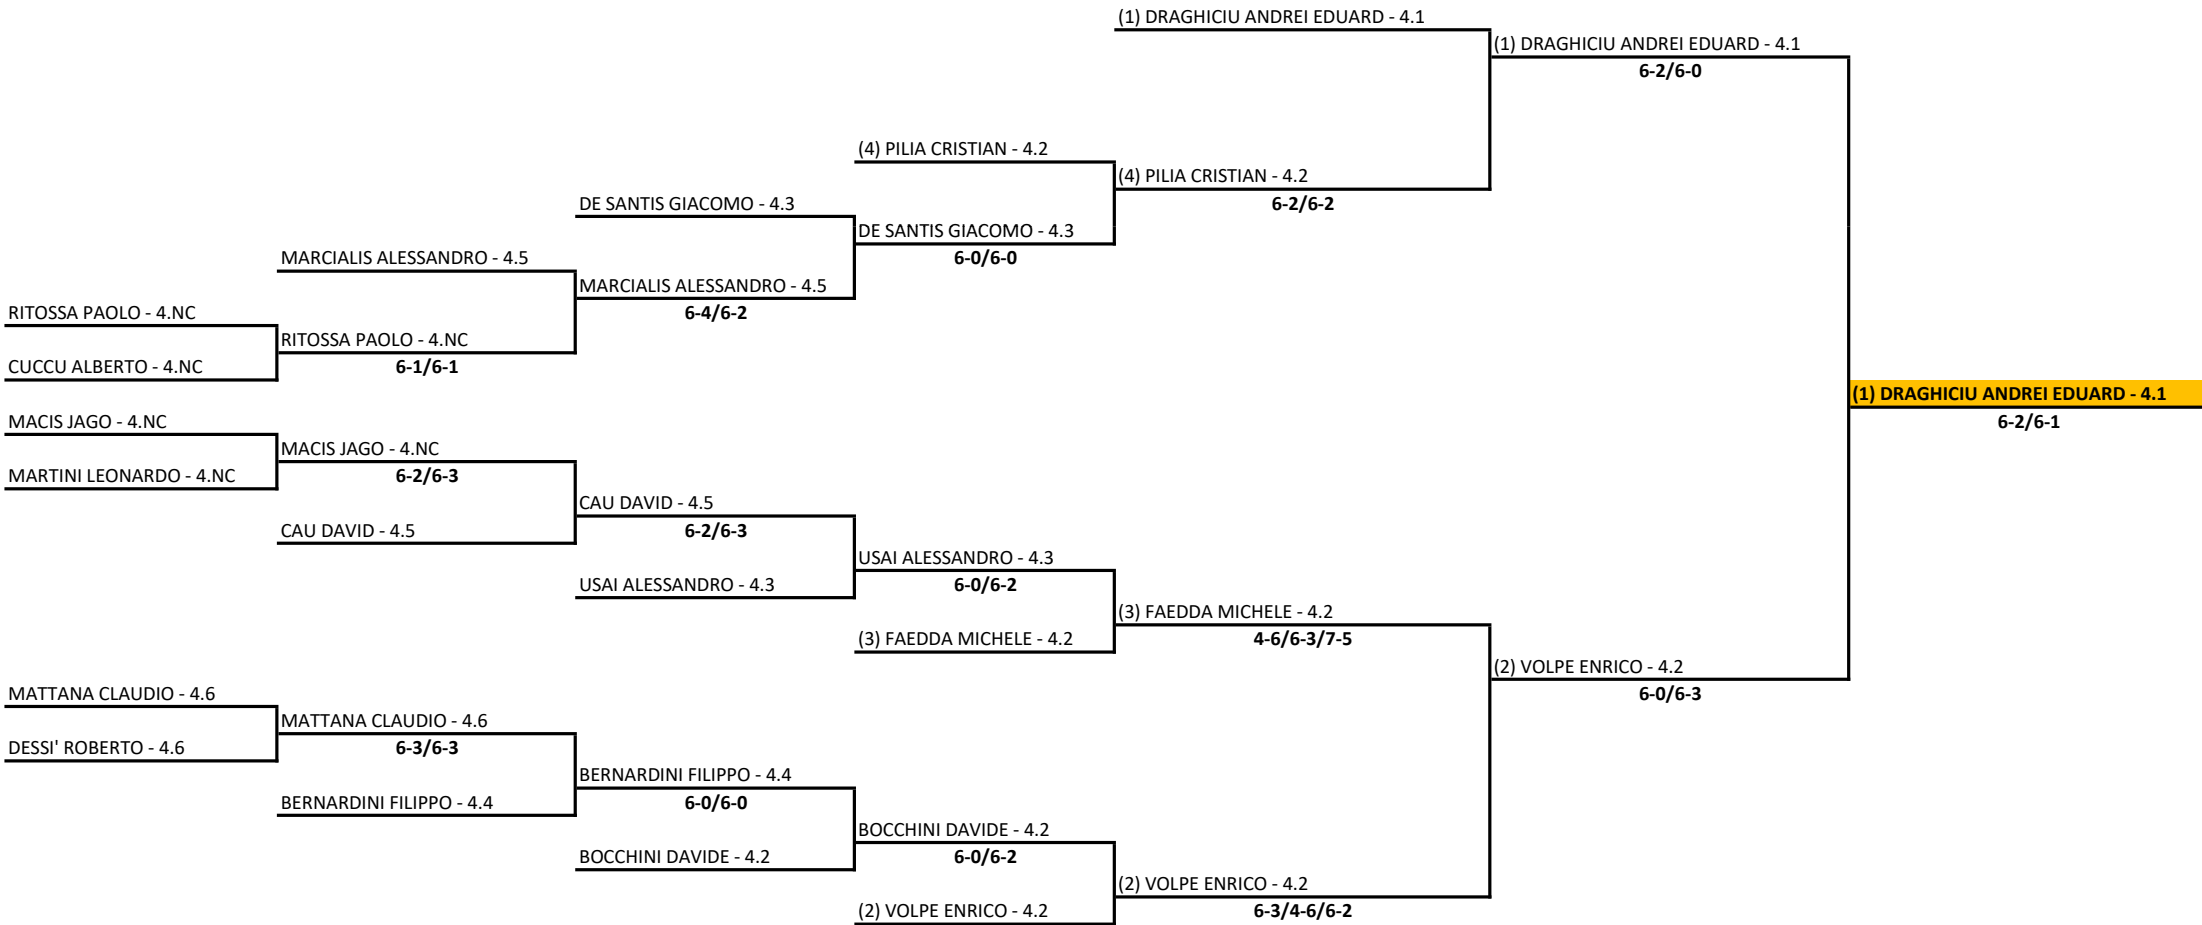 (1) DRAGHICIU ANDREI EDUARD - 4.1
(1) DRAGHICIU ANDREI EDUARD - 4.1
6-2/6-0
(4) PILIA CRISTIAN - 4.2
(4) PILIA CRISTIAN - 4.2
6-2/6-2
DE SANTIS GIACOMO - 4.3
DE SANTIS GIACOMO - 4.3
6-0/6-0
MARCIALIS ALESSANDRO - 4.5
MARCIALIS ALESSANDRO - 4.5
6-4/6-2
RITOSSA PAOLO - 4.NC
RITOSSA PAOLO - 4.NC
6-1/6-1
CUCCU ALBERTO - 4.NC
(1) DRAGHICIU ANDREI EDUARD - 4.1
6-2/6-1
MACIS JAGO - 4.NC
MACIS JAGO - 4.NC
6-2/6-3
MARTINI LEONARDO - 4.NC
CAU DAVID - 4.5
6-2/6-3
CAU DAVID - 4.5
USAI ALESSANDRO - 4.3
6-0/6-2
USAI ALESSANDRO - 4.3
(3) FAEDDA MICHELE - 4.2
4-6/6-3/7-5
(3) FAEDDA MICHELE - 4.2
(2) VOLPE ENRICO - 4.2
6-0/6-3
MATTANA CLAUDIO - 4.6
MATTANA CLAUDIO - 4.6
6-3/6-3
DESSI' ROBERTO - 4.6
BERNARDINI FILIPPO - 4.4
6-0/6-0
BERNARDINI FILIPPO - 4.4
BOCCHINI DAVIDE - 4.2
6-0/6-2
BOCCHINI DAVIDE - 4.2
(2) VOLPE ENRICO - 4.2
6-3/4-6/6-2
(2) VOLPE ENRICO - 4.2